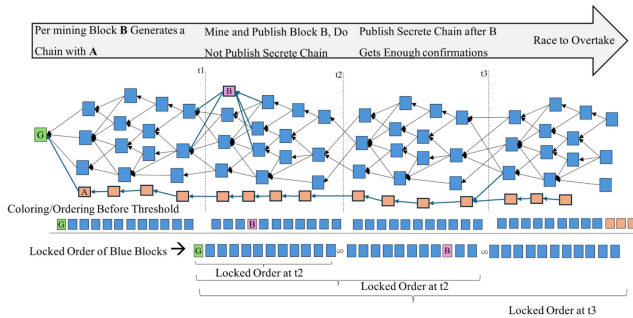 Per mining Block B Generates a
Chain with A
Mine and Publish Block B, Do
Not Publish Secrete Chain
Publish Secrete Chain after B
Gets Enough confirmations
Race to Overtake
t1
t2
t3
B
G
A
Coloring/Ordering Before Threshold
G
B
Locked Order of Blue Blocks
G
∞
B
∞
Locked Order at t2
Locked Order at t2
Locked Order at t3